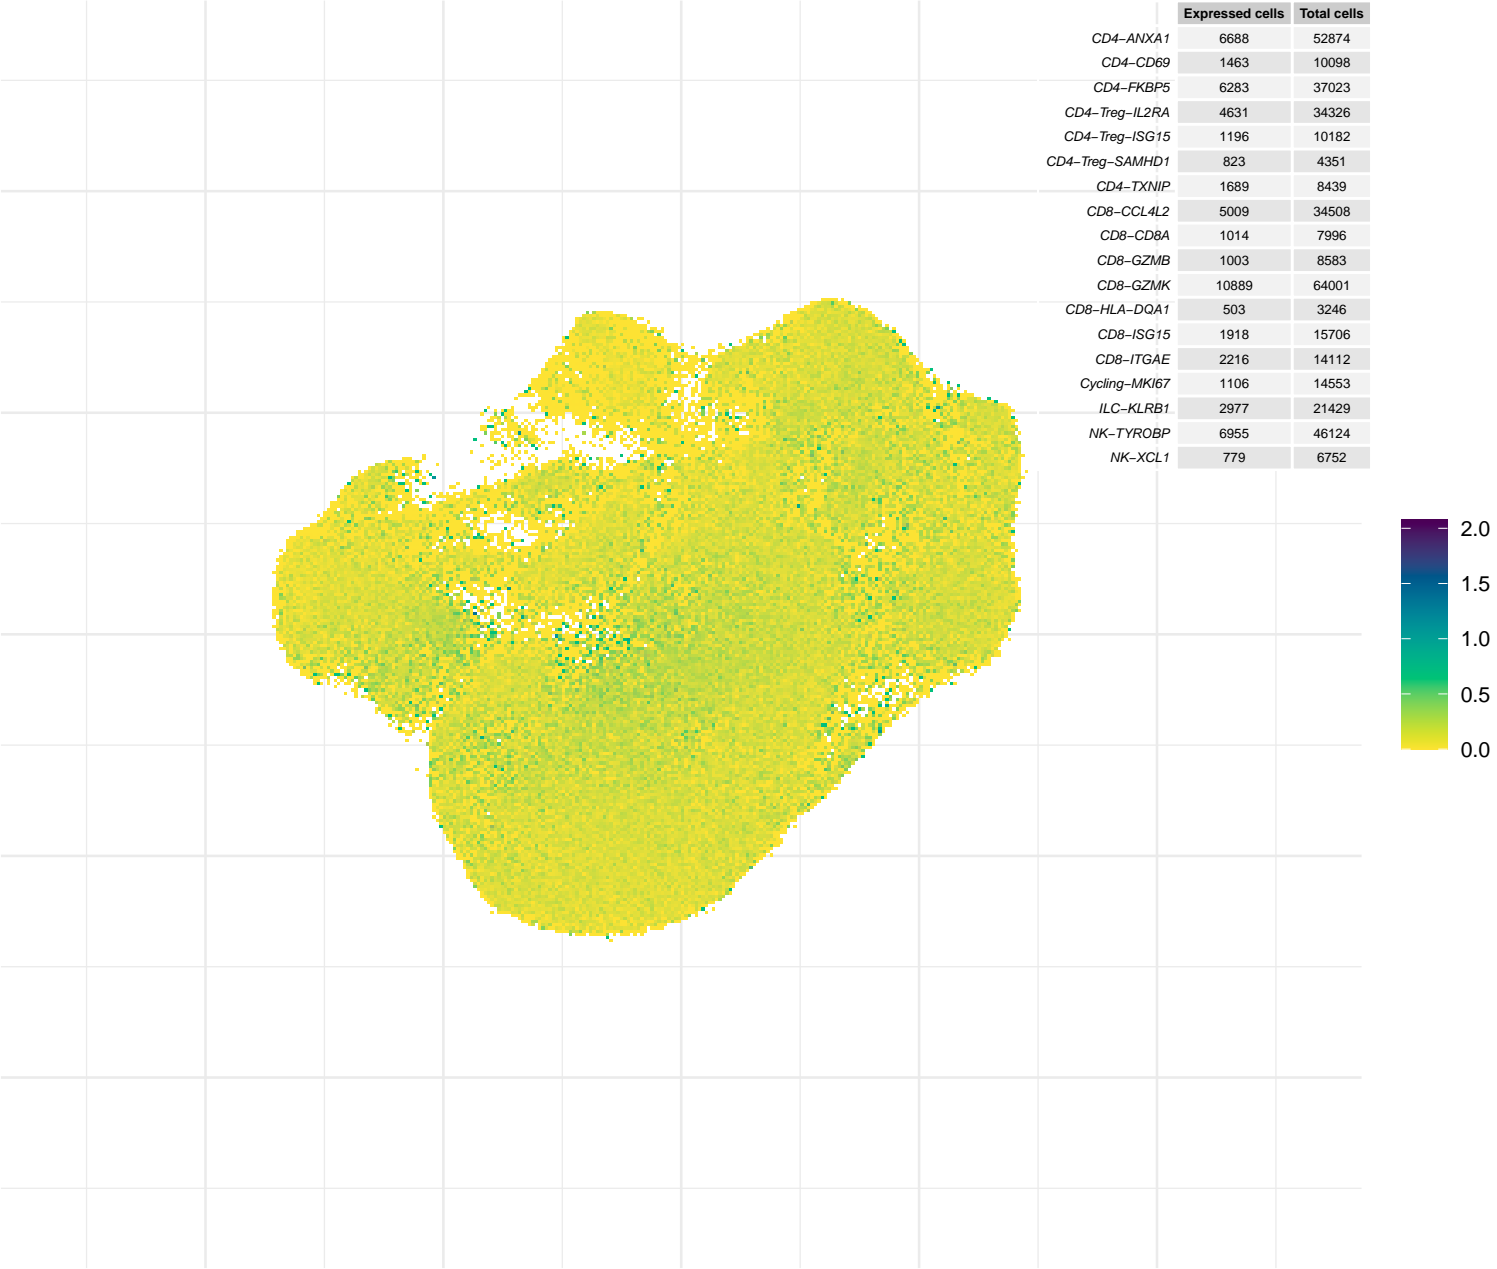 Expressed cells Total cells
CD4−ANXA1 6688 52874
CD4−CD69 1463 10098
CD4−FKBP5 6283 37023
CD4−Treg−IL2RA 4631 34326
CD4−Treg−ISG15 1196 10182
CD4−Treg−SAMHD1 823 4351
CD4−TXNIP 1689 8439
CD8−CCL4L2 5009 34508
CD8−CD8A 1014 7996
CD8−GZMB 1003 8583
CD8−GZMK 10889 64001
CD8−HLA−DQA1 503 3246
CD8−ISG15 1918 15706
CD8−ITGAE 2216 14112
Cycling−MKI67 1106 14553
ILC−KLRB1 2977 21429
NK−TYROBP 6955 46124
NK−XCL1 779 6752
2.0
1.5
1.0
0.5
0.0